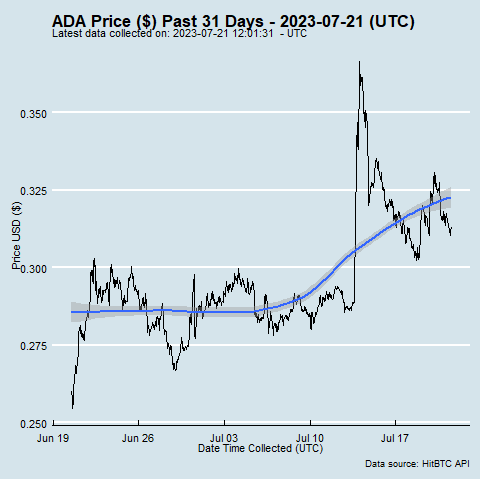 ADA Price ($) Past 31 Days - 2023-07-21 (UTC)
Latest data collected on: 2023-07-21 12:01:31  - UTC
Price USD ($)
0.350
0.325
0.300
0.275
0.250
Jun 19 Jun 26 Jul 03 Jul 10 Jul 17
Date Time Collected (UTC)
Data source: HitBTC API